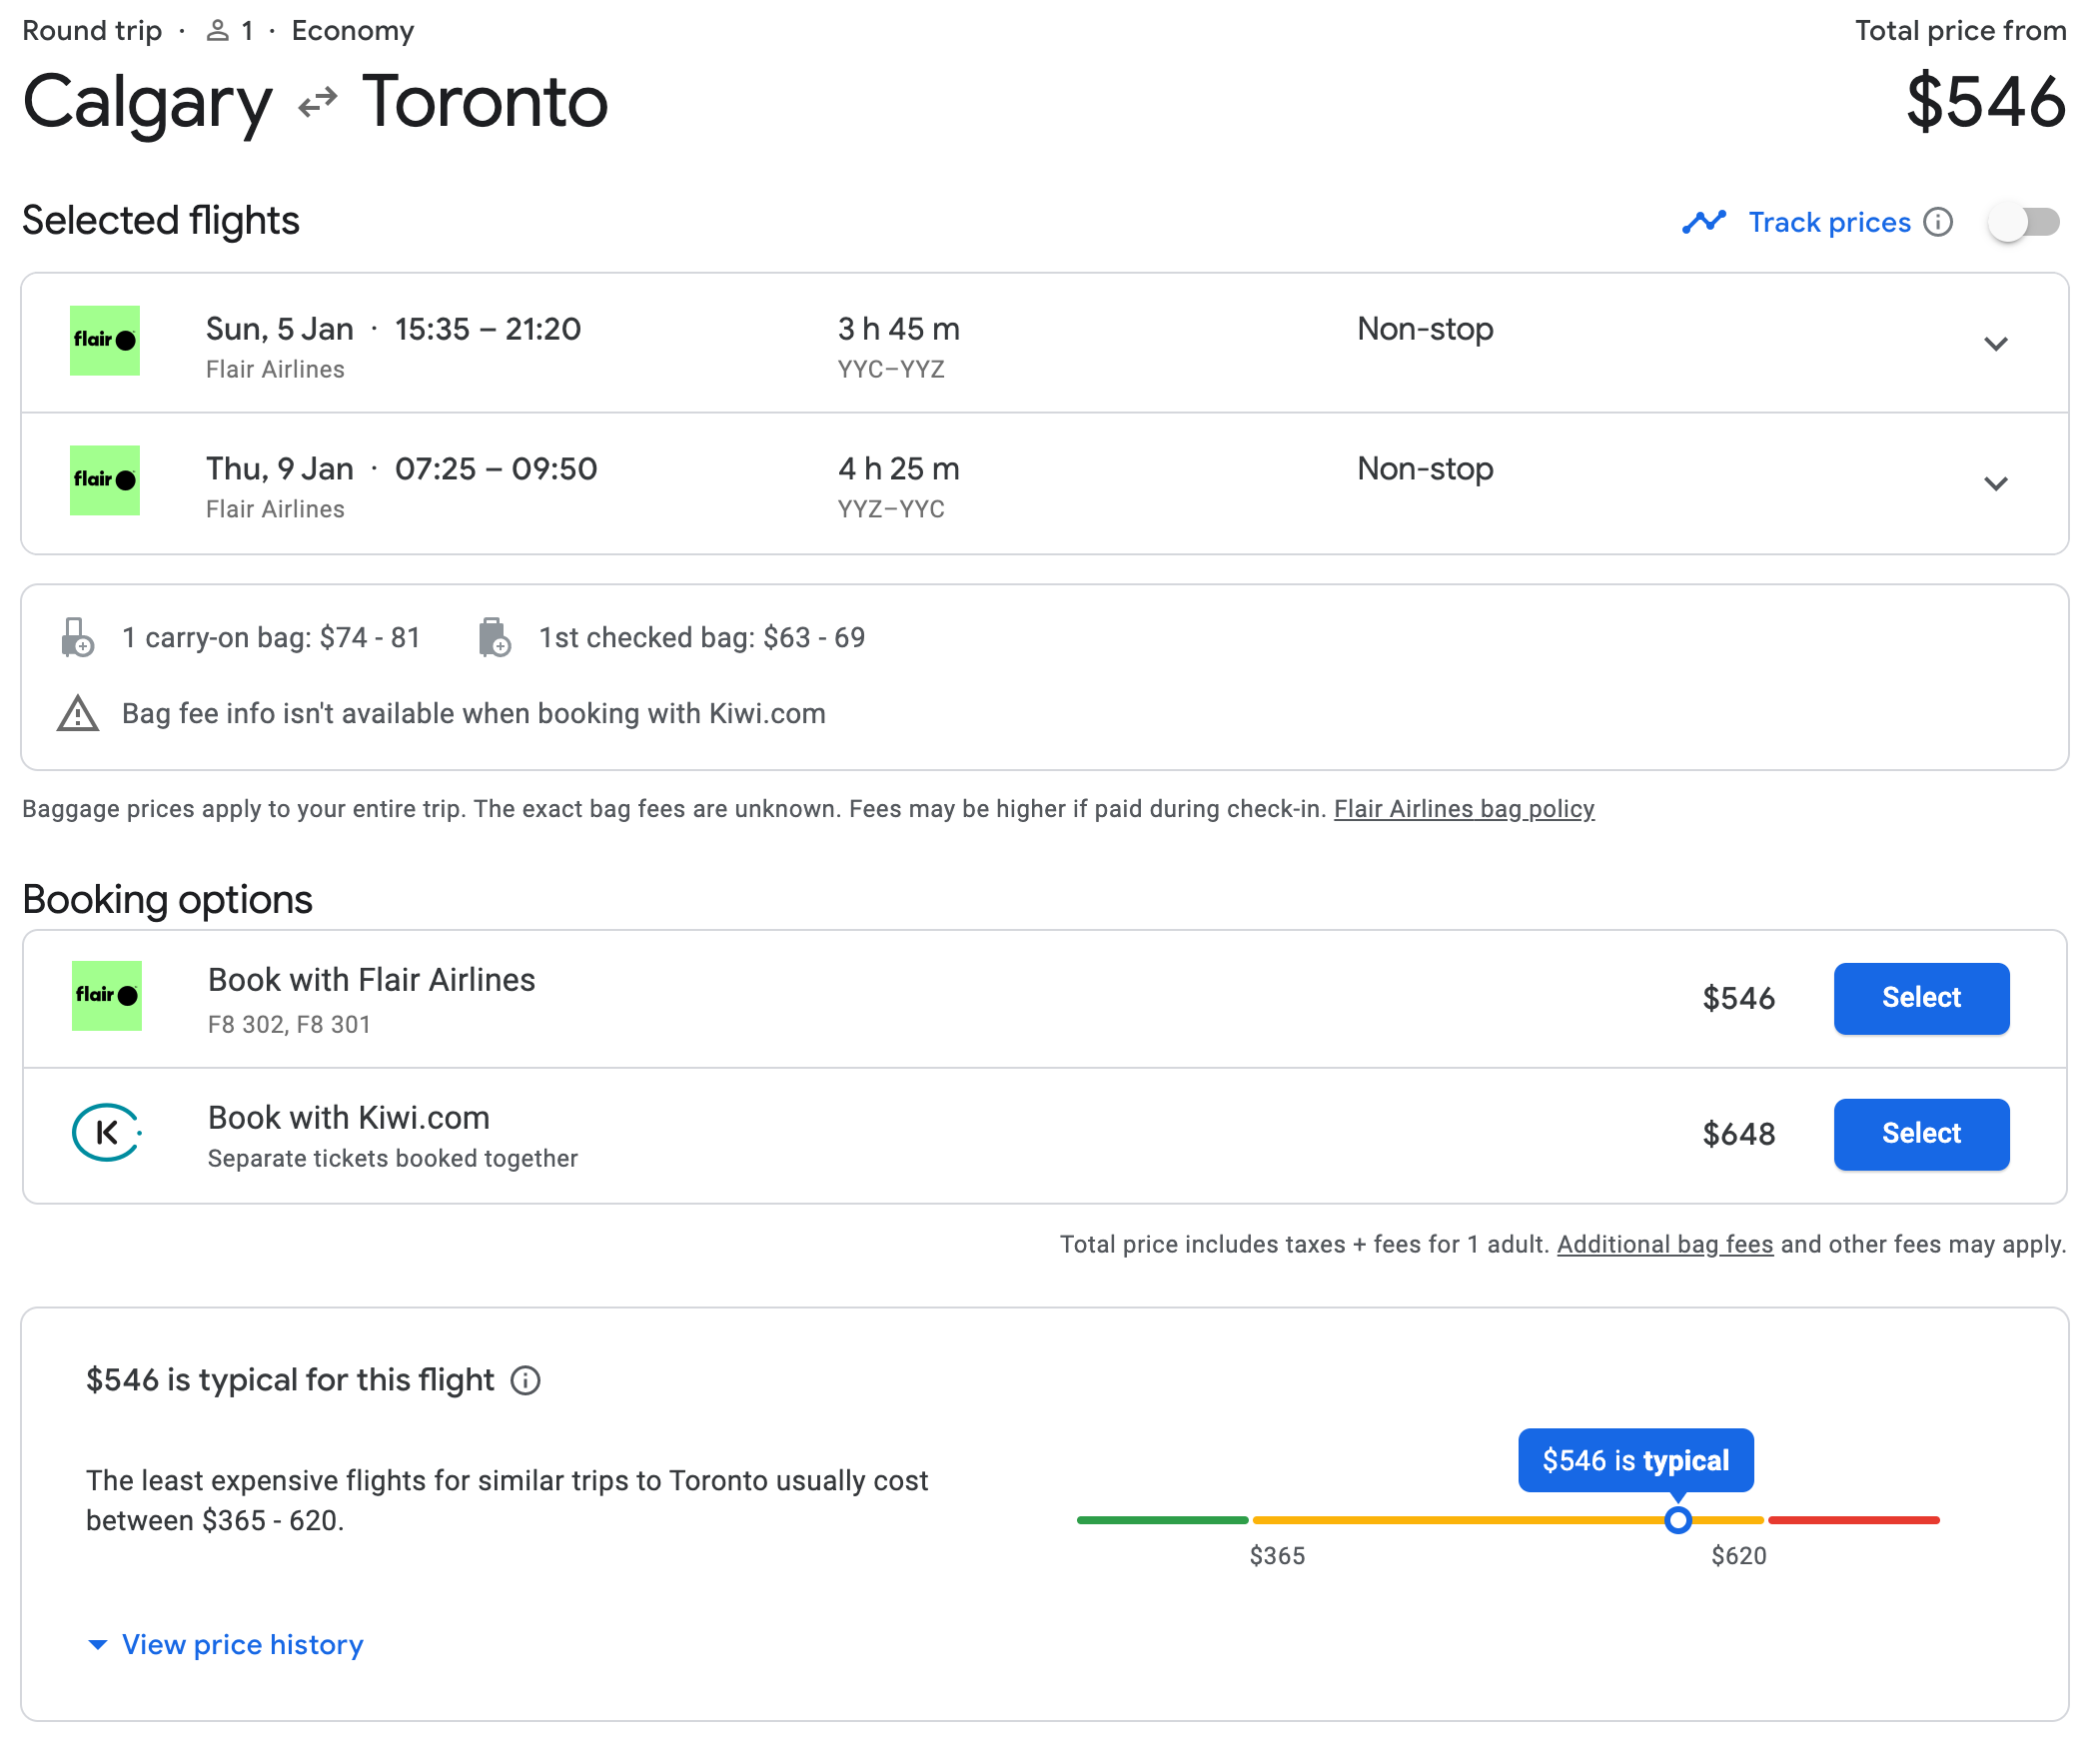 Round trip · 1 · Economy
Total price from
Calgary Toronto
$546
Selected flights
Track prices
flair
Sun, 5 Jan · 15:35 – 21:20
3 h 45 m
Non-stop
Flair Airlines
YYC–YYZ
flair
Thu, 9 Jan · 07:25 – 09:50
4 h 25 m
Non-stop
Flair Airlines
YYZ–YYC
1 carry-on bag: $74 - 81
1st checked bag: $63 - 69
Bag fee info isn't available when booking with Kiwi.com
Baggage prices apply to your entire trip. The exact bag fees are unknown. Fees may be higher if paid during check-in. Flair Airlines bag policy
Booking options
flair
Book with Flair Airlines
F8 302, F8 301
$546
Select
K
Book with Kiwi.com
Separate tickets booked together
$648
Select
Total price includes taxes + fees for 1 adult. Additional bag fees and other fees may apply.
$546 is typical for this flight
The least expensive flights for similar trips to Toronto usually cost
between $365 - 620.
$546 is typical
$365
$620
View price history